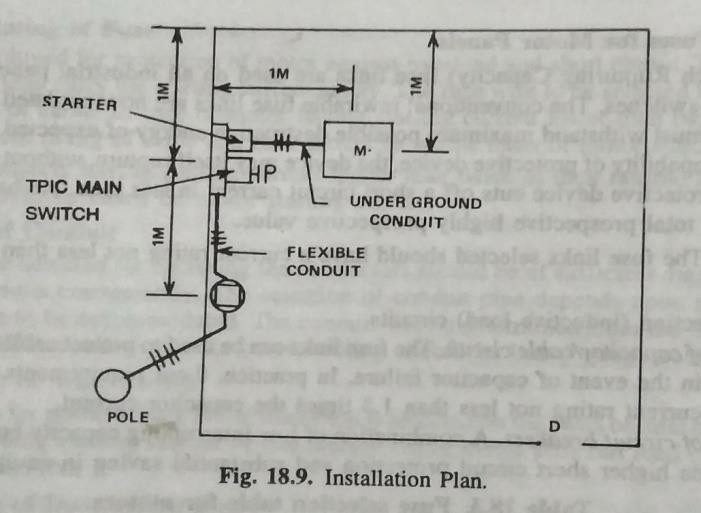 1M
1M
1M
STARTER
M.
HP
TPIC MAIN
SWITCH
UNDER GROUND
CONDUIT
1M
FLEXIBLE
CONDUIT
POLE
D
Fig. 18.9. Installation Plan.